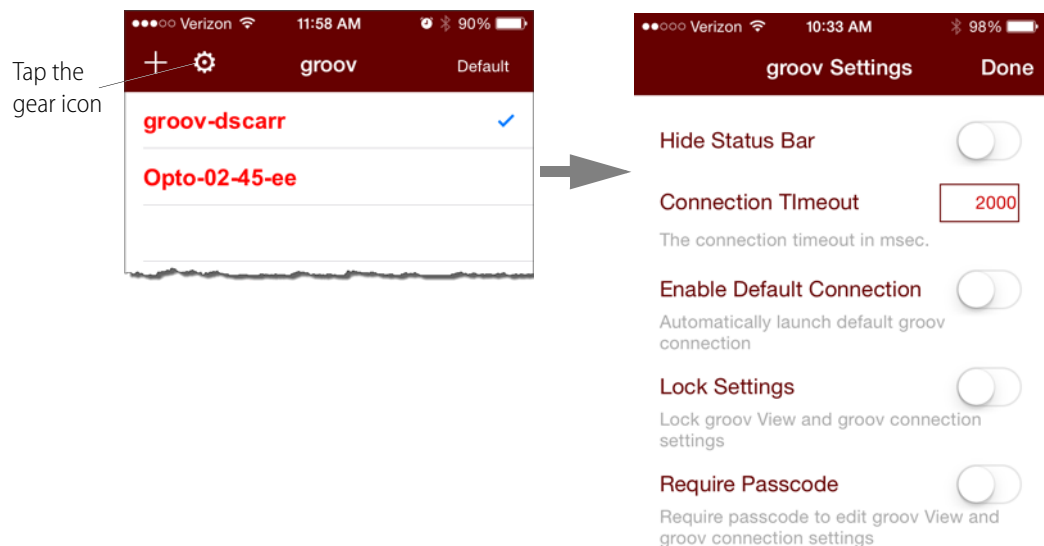 Tap the
gear icon
Verizon 11:58 AM 90%
groov Default
groov-dscarr
Opto-02-45-ee
Verizon 10:33 AM 98%
groov Settings Done
Hide Status Bar
Connection TImeout 2000
The connection timeout in msec.
Enable Default Connection
Automatically launch default groov
connection
Lock Settings
Lock groov View and groov connection
settings
Require Passcode
Require passcode to edit groov View and
groov connection settings